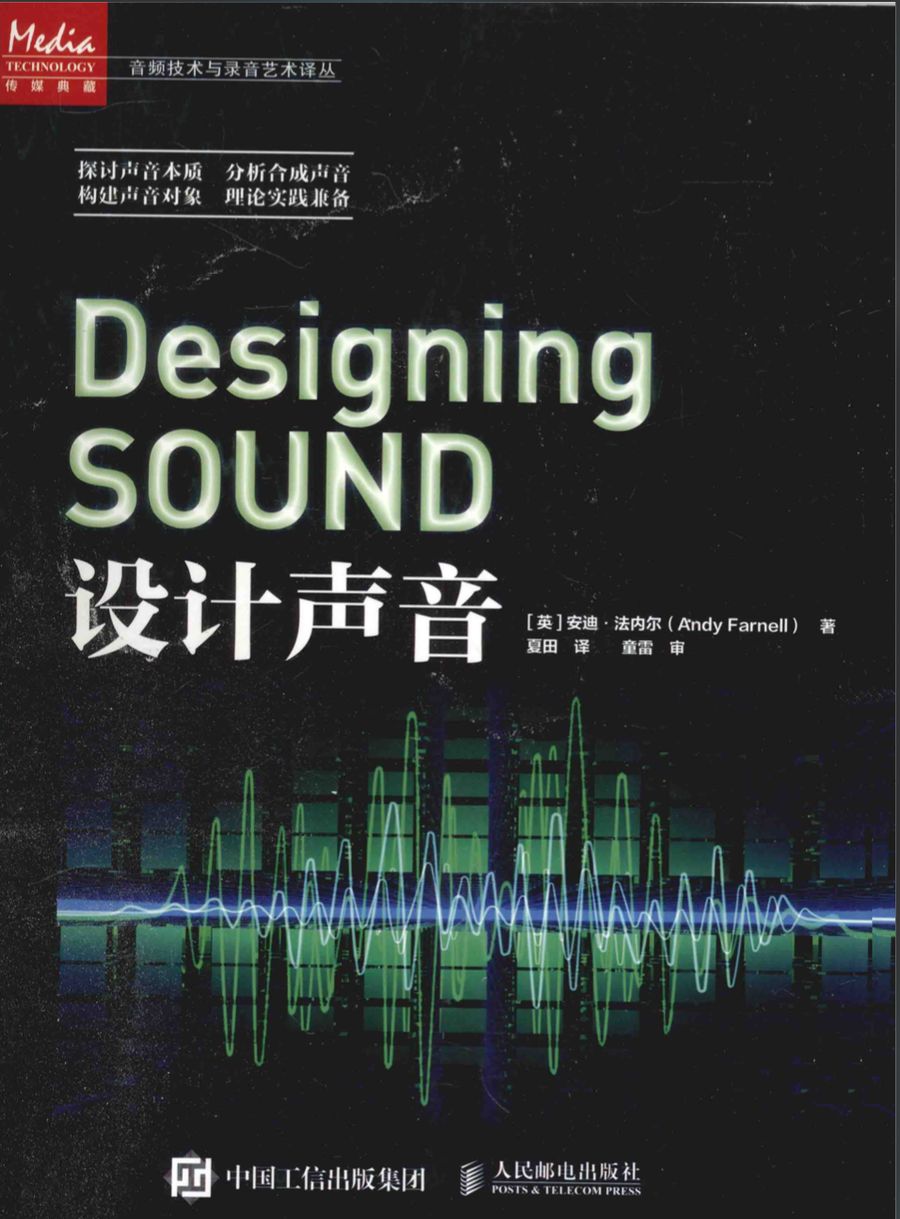 Media
TECHNOLOGY
传媒典藏
音频技术与录音艺术译丛
探讨声音本质 分析合成声音
构建声音对象 理论实践兼备
Designing
SOUND
设计声音
[英]安迪·法内尔(Andy Farnell) 著
夏田 译 童雷 审
中国工信出版集团
人民邮电出版社
POSTS & TELECOM PRESS